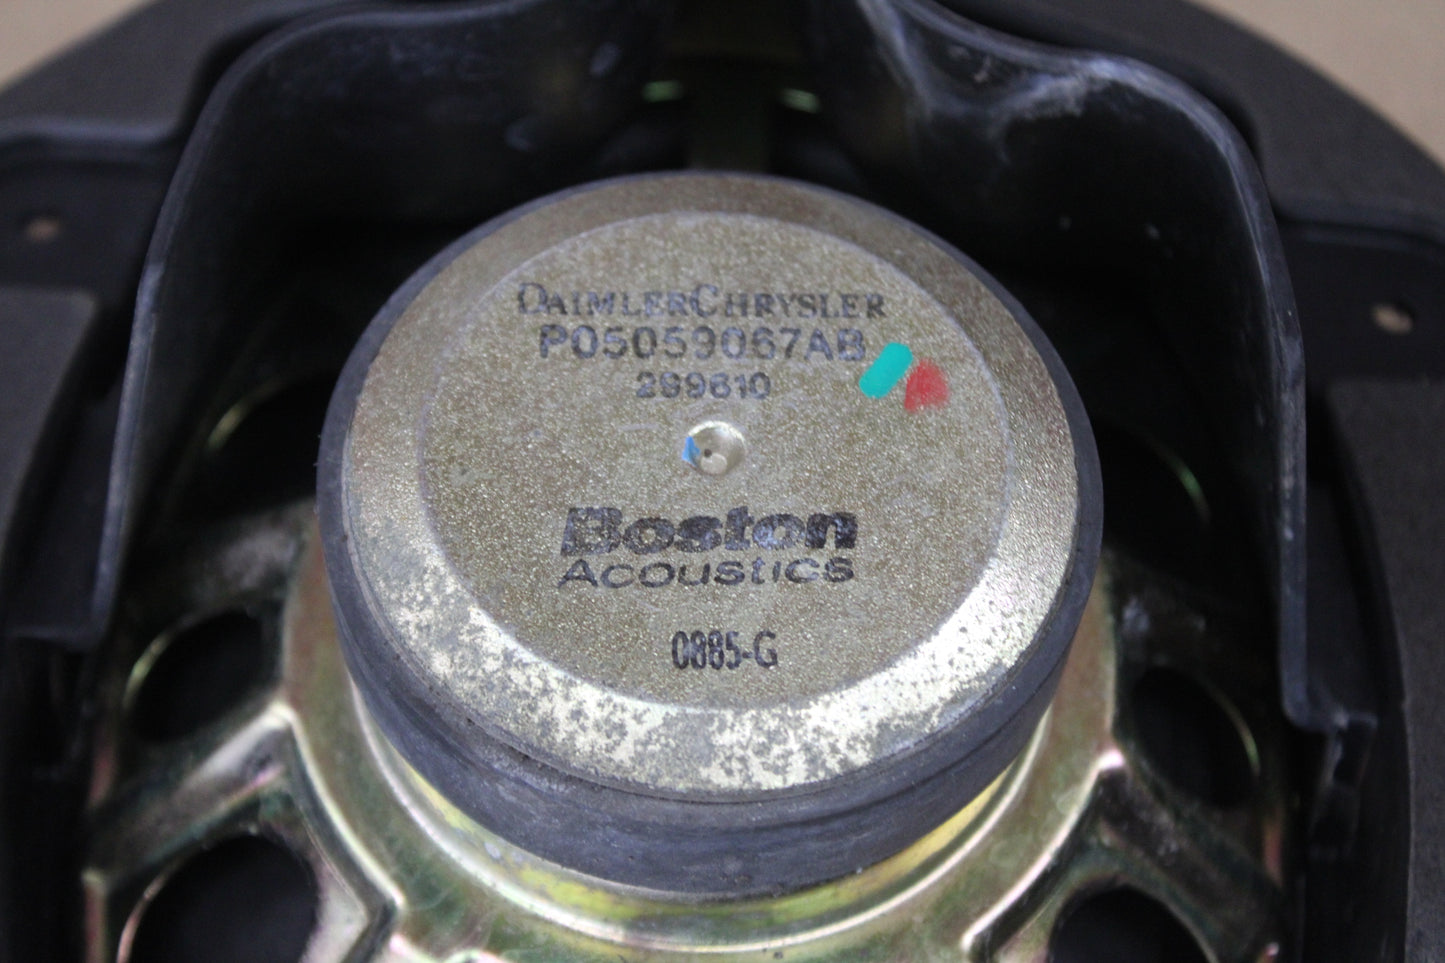 DAIMLERCHRYSLER
P05059067AB
299610
Boston
Acoustics
0885-G